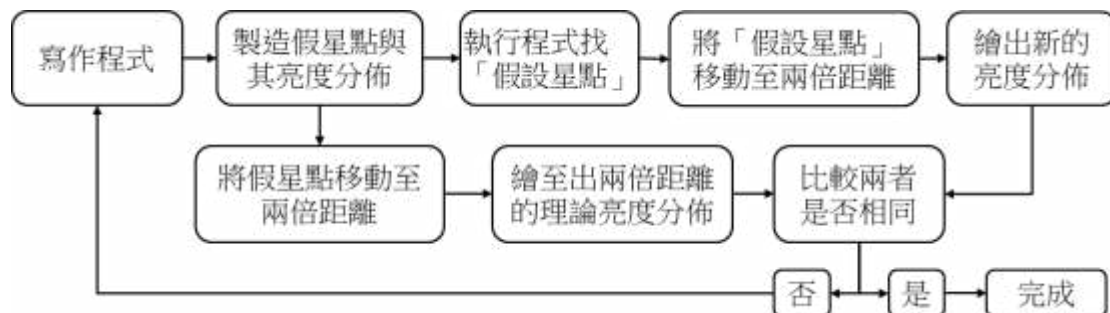 寫作程式
製造假星點與
其亮度分佈
執行程式找
「假設星點」
將「假設星點」
移動至兩倍距離
繪出新的
亮度分佈
將假星點移動至
兩倍距離
繪至出兩倍距離
的理論亮度分佈
比較兩者
是否相同
否
是
完成